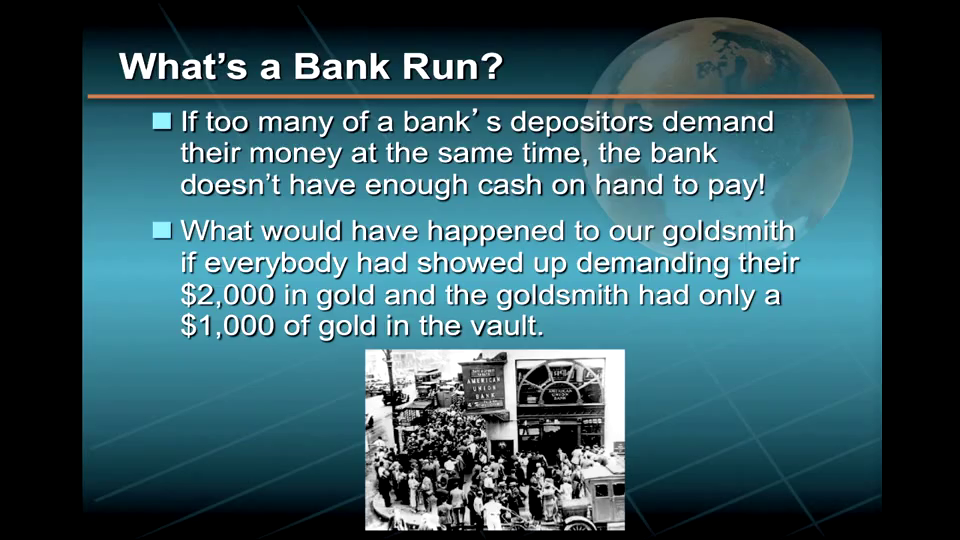 What's a Bank Run?
If too many of a bank's depositors demand
their money at the same time, the bank
doesn't have enough cash on hand to pay!
What would have happened to our goldsmith
if everybody had showed up demanding their
$2,000 in gold and the goldsmith had only a
$1,000 of gold in the vault.
AMERICAN
UNION
BANK
AMERICAN
UNION
BANK